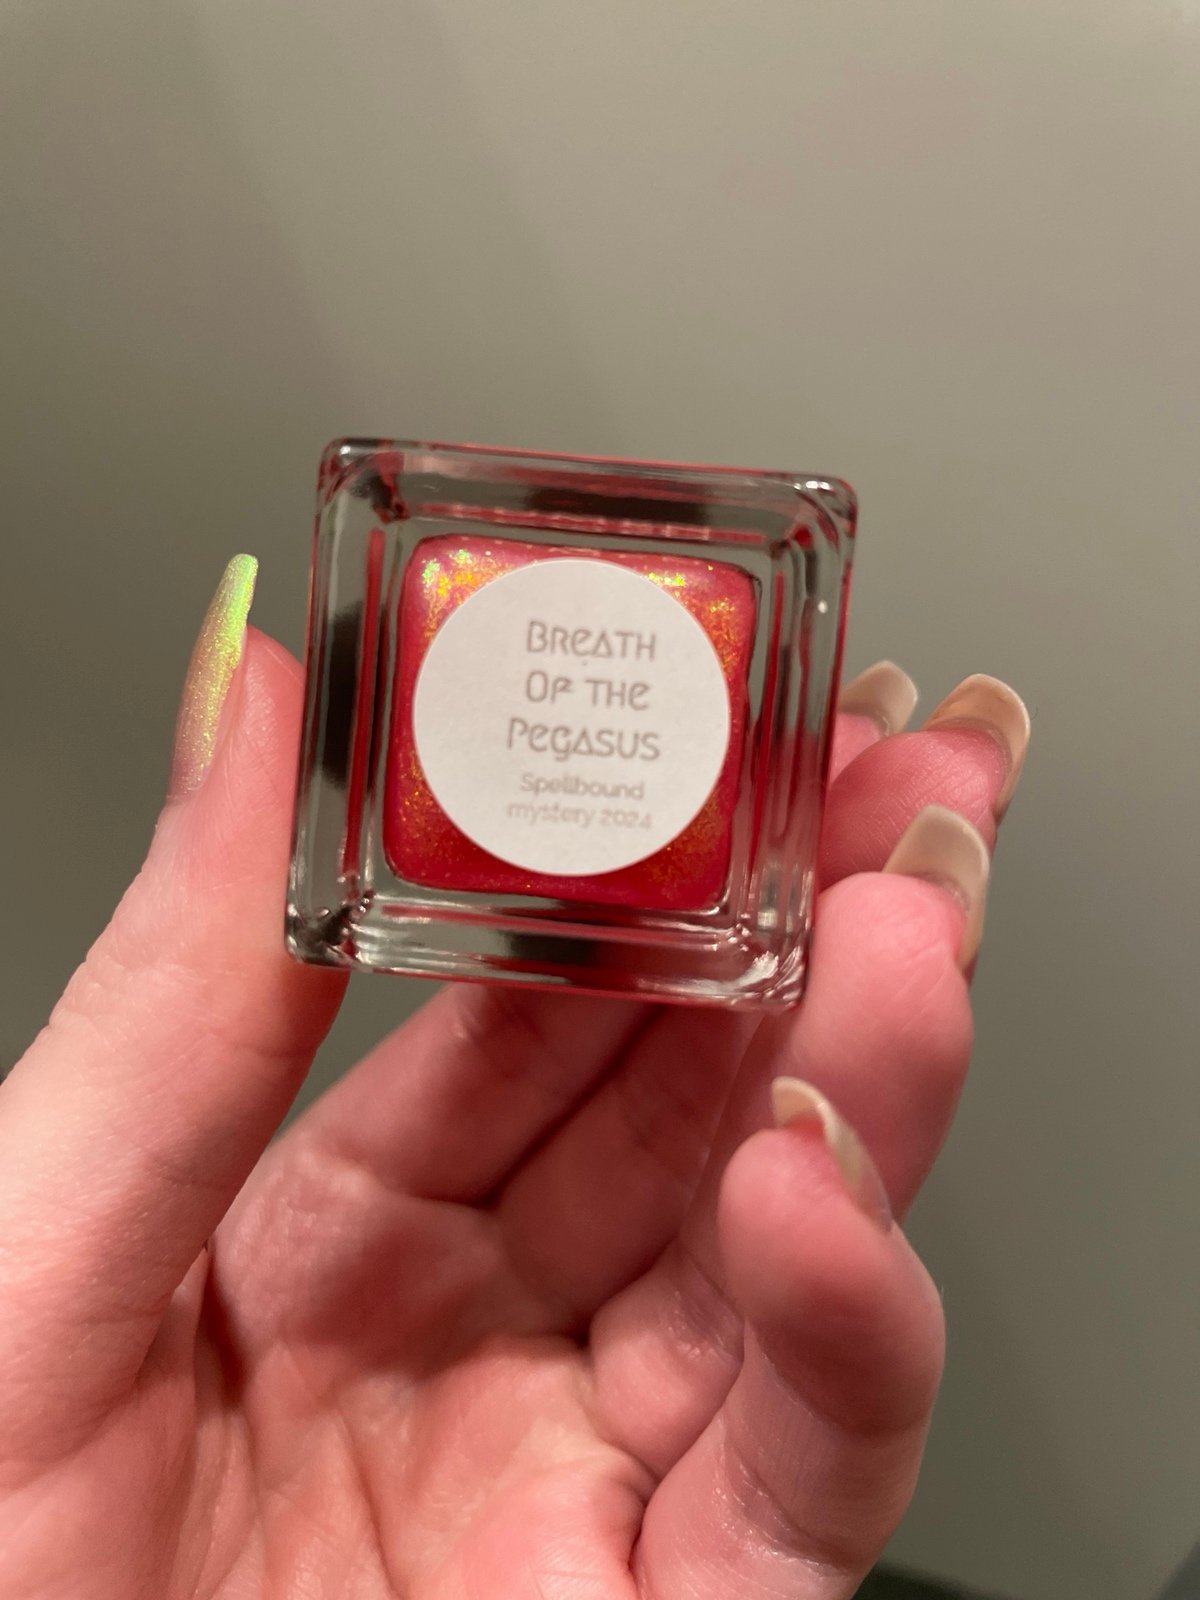 Breath
Of the
Pegasus
Spellbound
mystery 2024